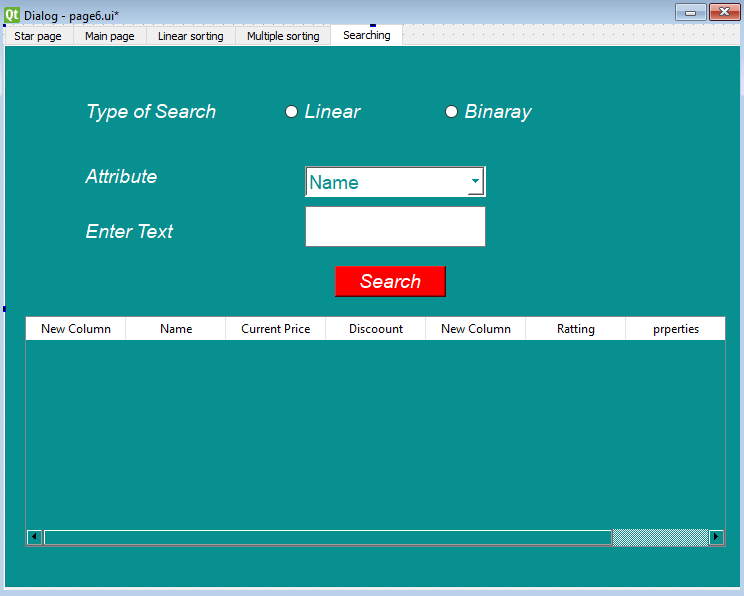 Qt Dialog - page6.ui*
Star page Main page Linear sorting Multiple sorting Searching
Type of Search Linear Binaray
Attribute Name
Enter Text
Search
New Column Name Current Price Discoount New Column Ratting prperties